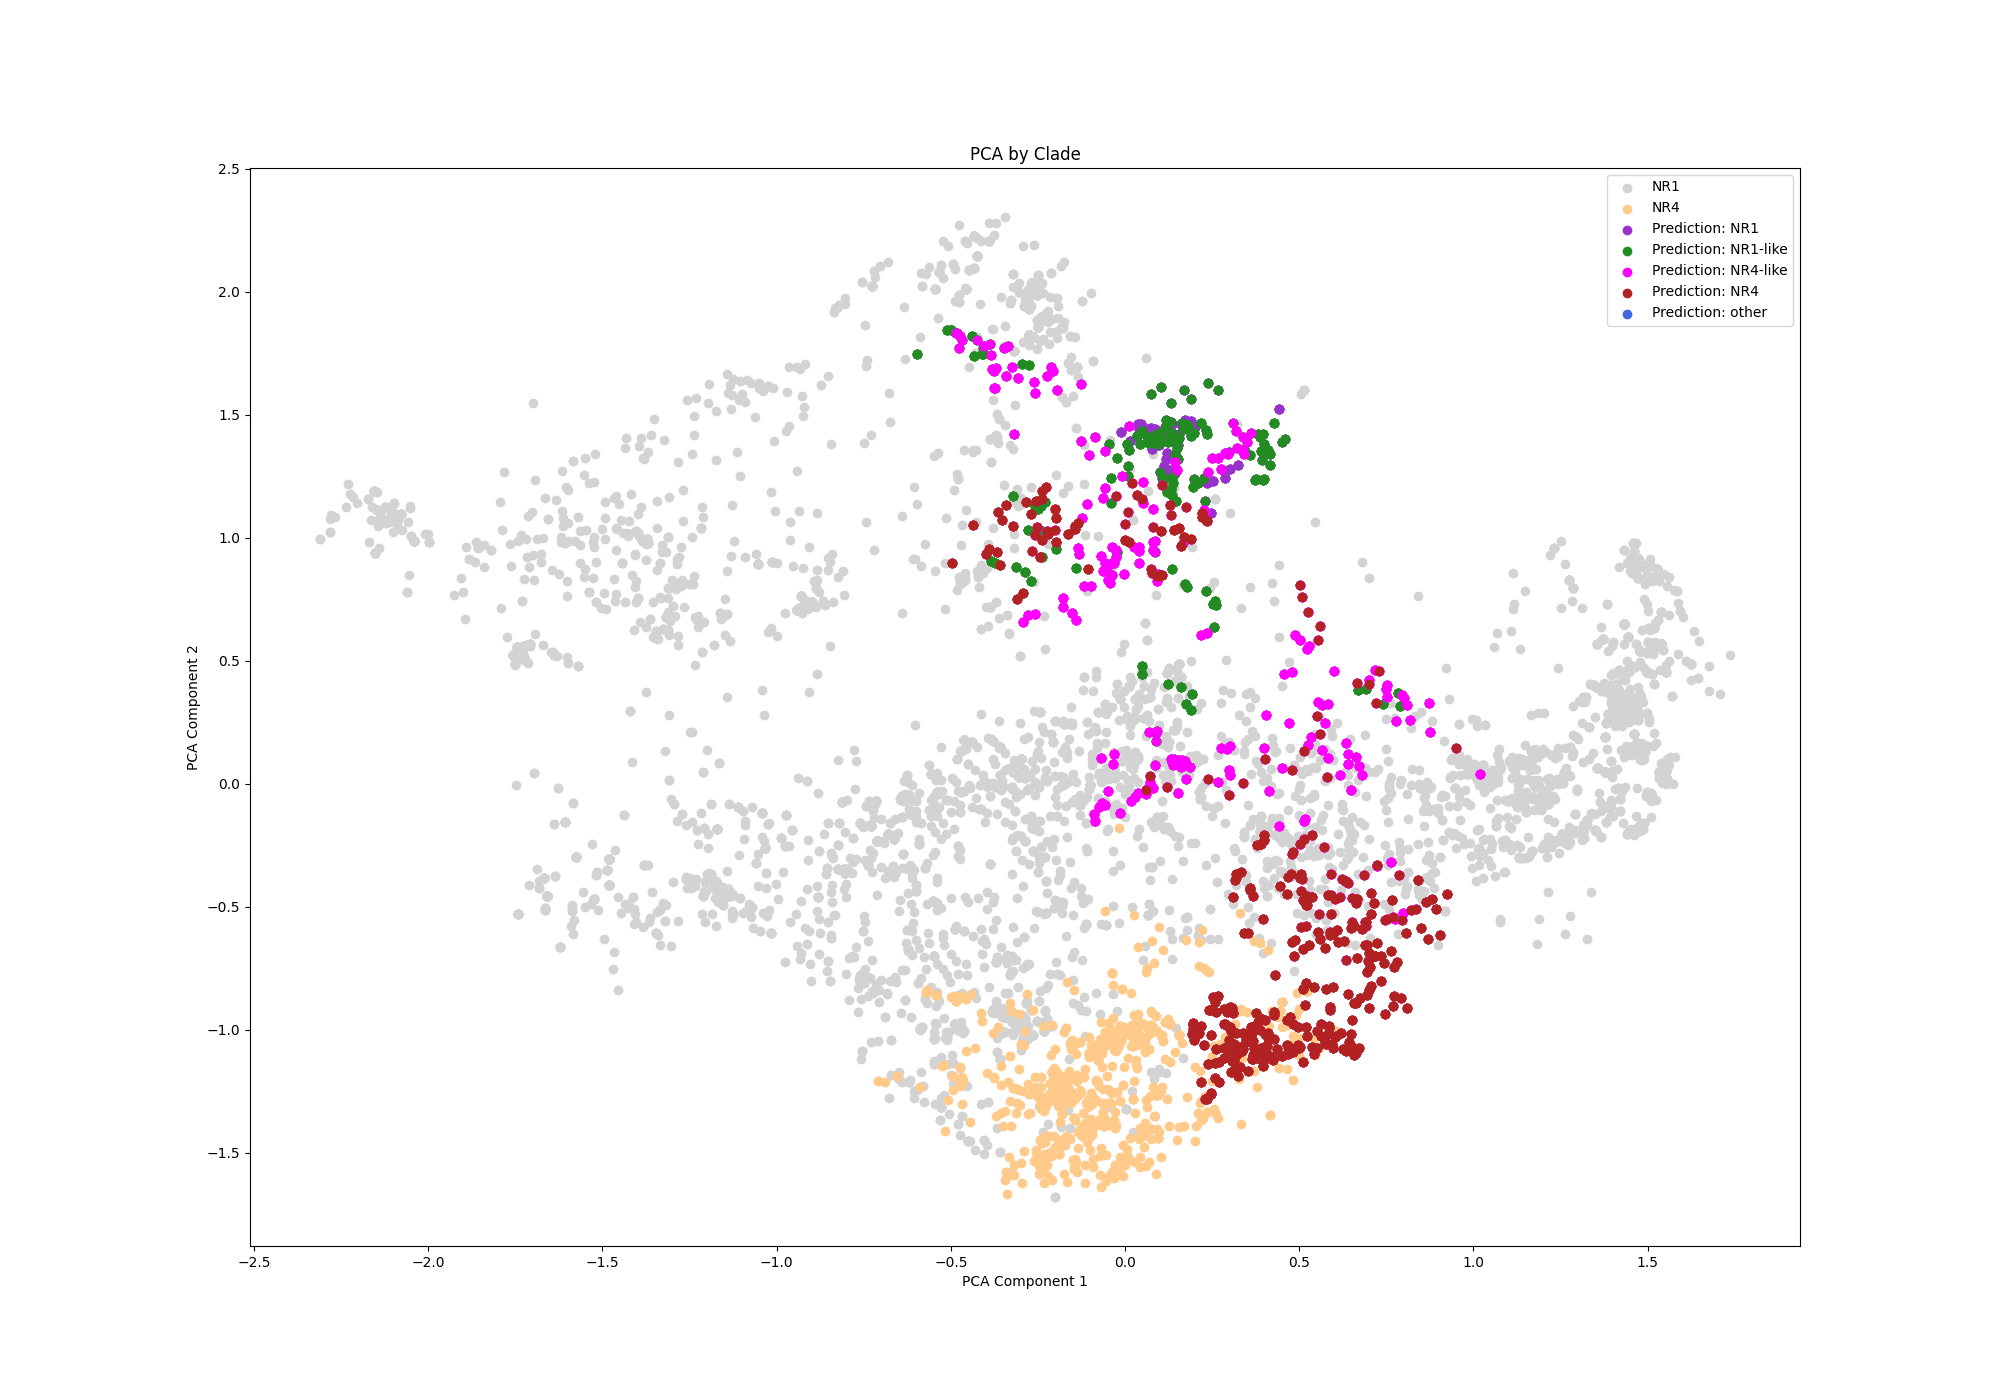 PCA by Clade
2.5
2.0
1.5
1.0
0.5
0.0
−0.5
−1.0
−1.5
PCA Component 2
NR1
NR4
Prediction: NR1
Prediction: NR1-like
Prediction: NR4-like
Prediction: NR4
Prediction: other
−2.5 −2.0 −1.5 −1.0 −0.5 0.0 0.5 1.0 1.5
PCA Component 1